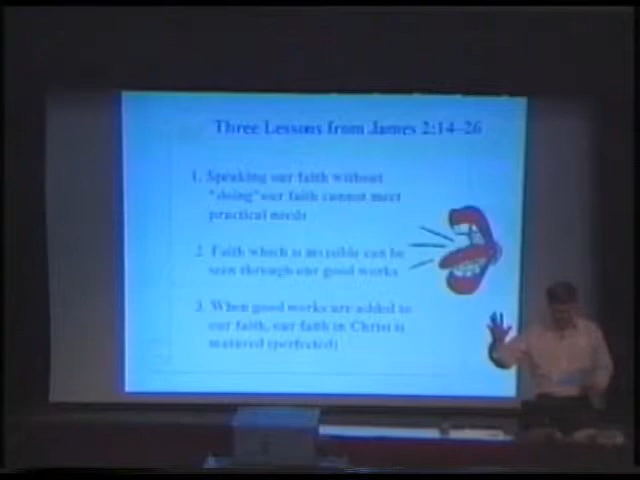 Three Lessons from James 2:14-26
1. Speaking our faith without
"doing" our faith cannot meet
practical needs
2. Faith which is invisible can be
seen through our good works
3. When good works are added to
our faith, our faith in Christ is
matured (perfected)